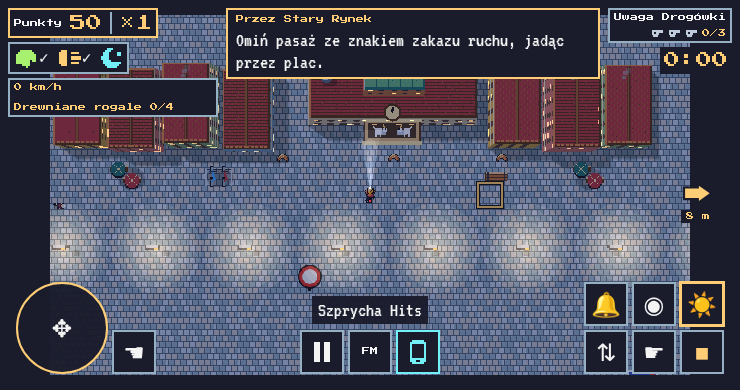 Punkty 50 ×1
Przez Stary Rynek
Omiń pasaż ze znakiem zakazu ruchu, jadąc
przez plac.
Uwaga Drogówki
0/3
0:00
0 km/h
Drewniane rogale 0/4
8 m
Szprycha Hits
FM